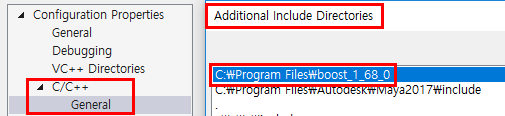 Configuration Properties
General
Debugging
VC++ Directories
C/C++
General
Additional Include Directories
C:₩Program Files₩boost_1_68_0
C:₩Program Files₩Autodesk₩Maya2017₩include
.